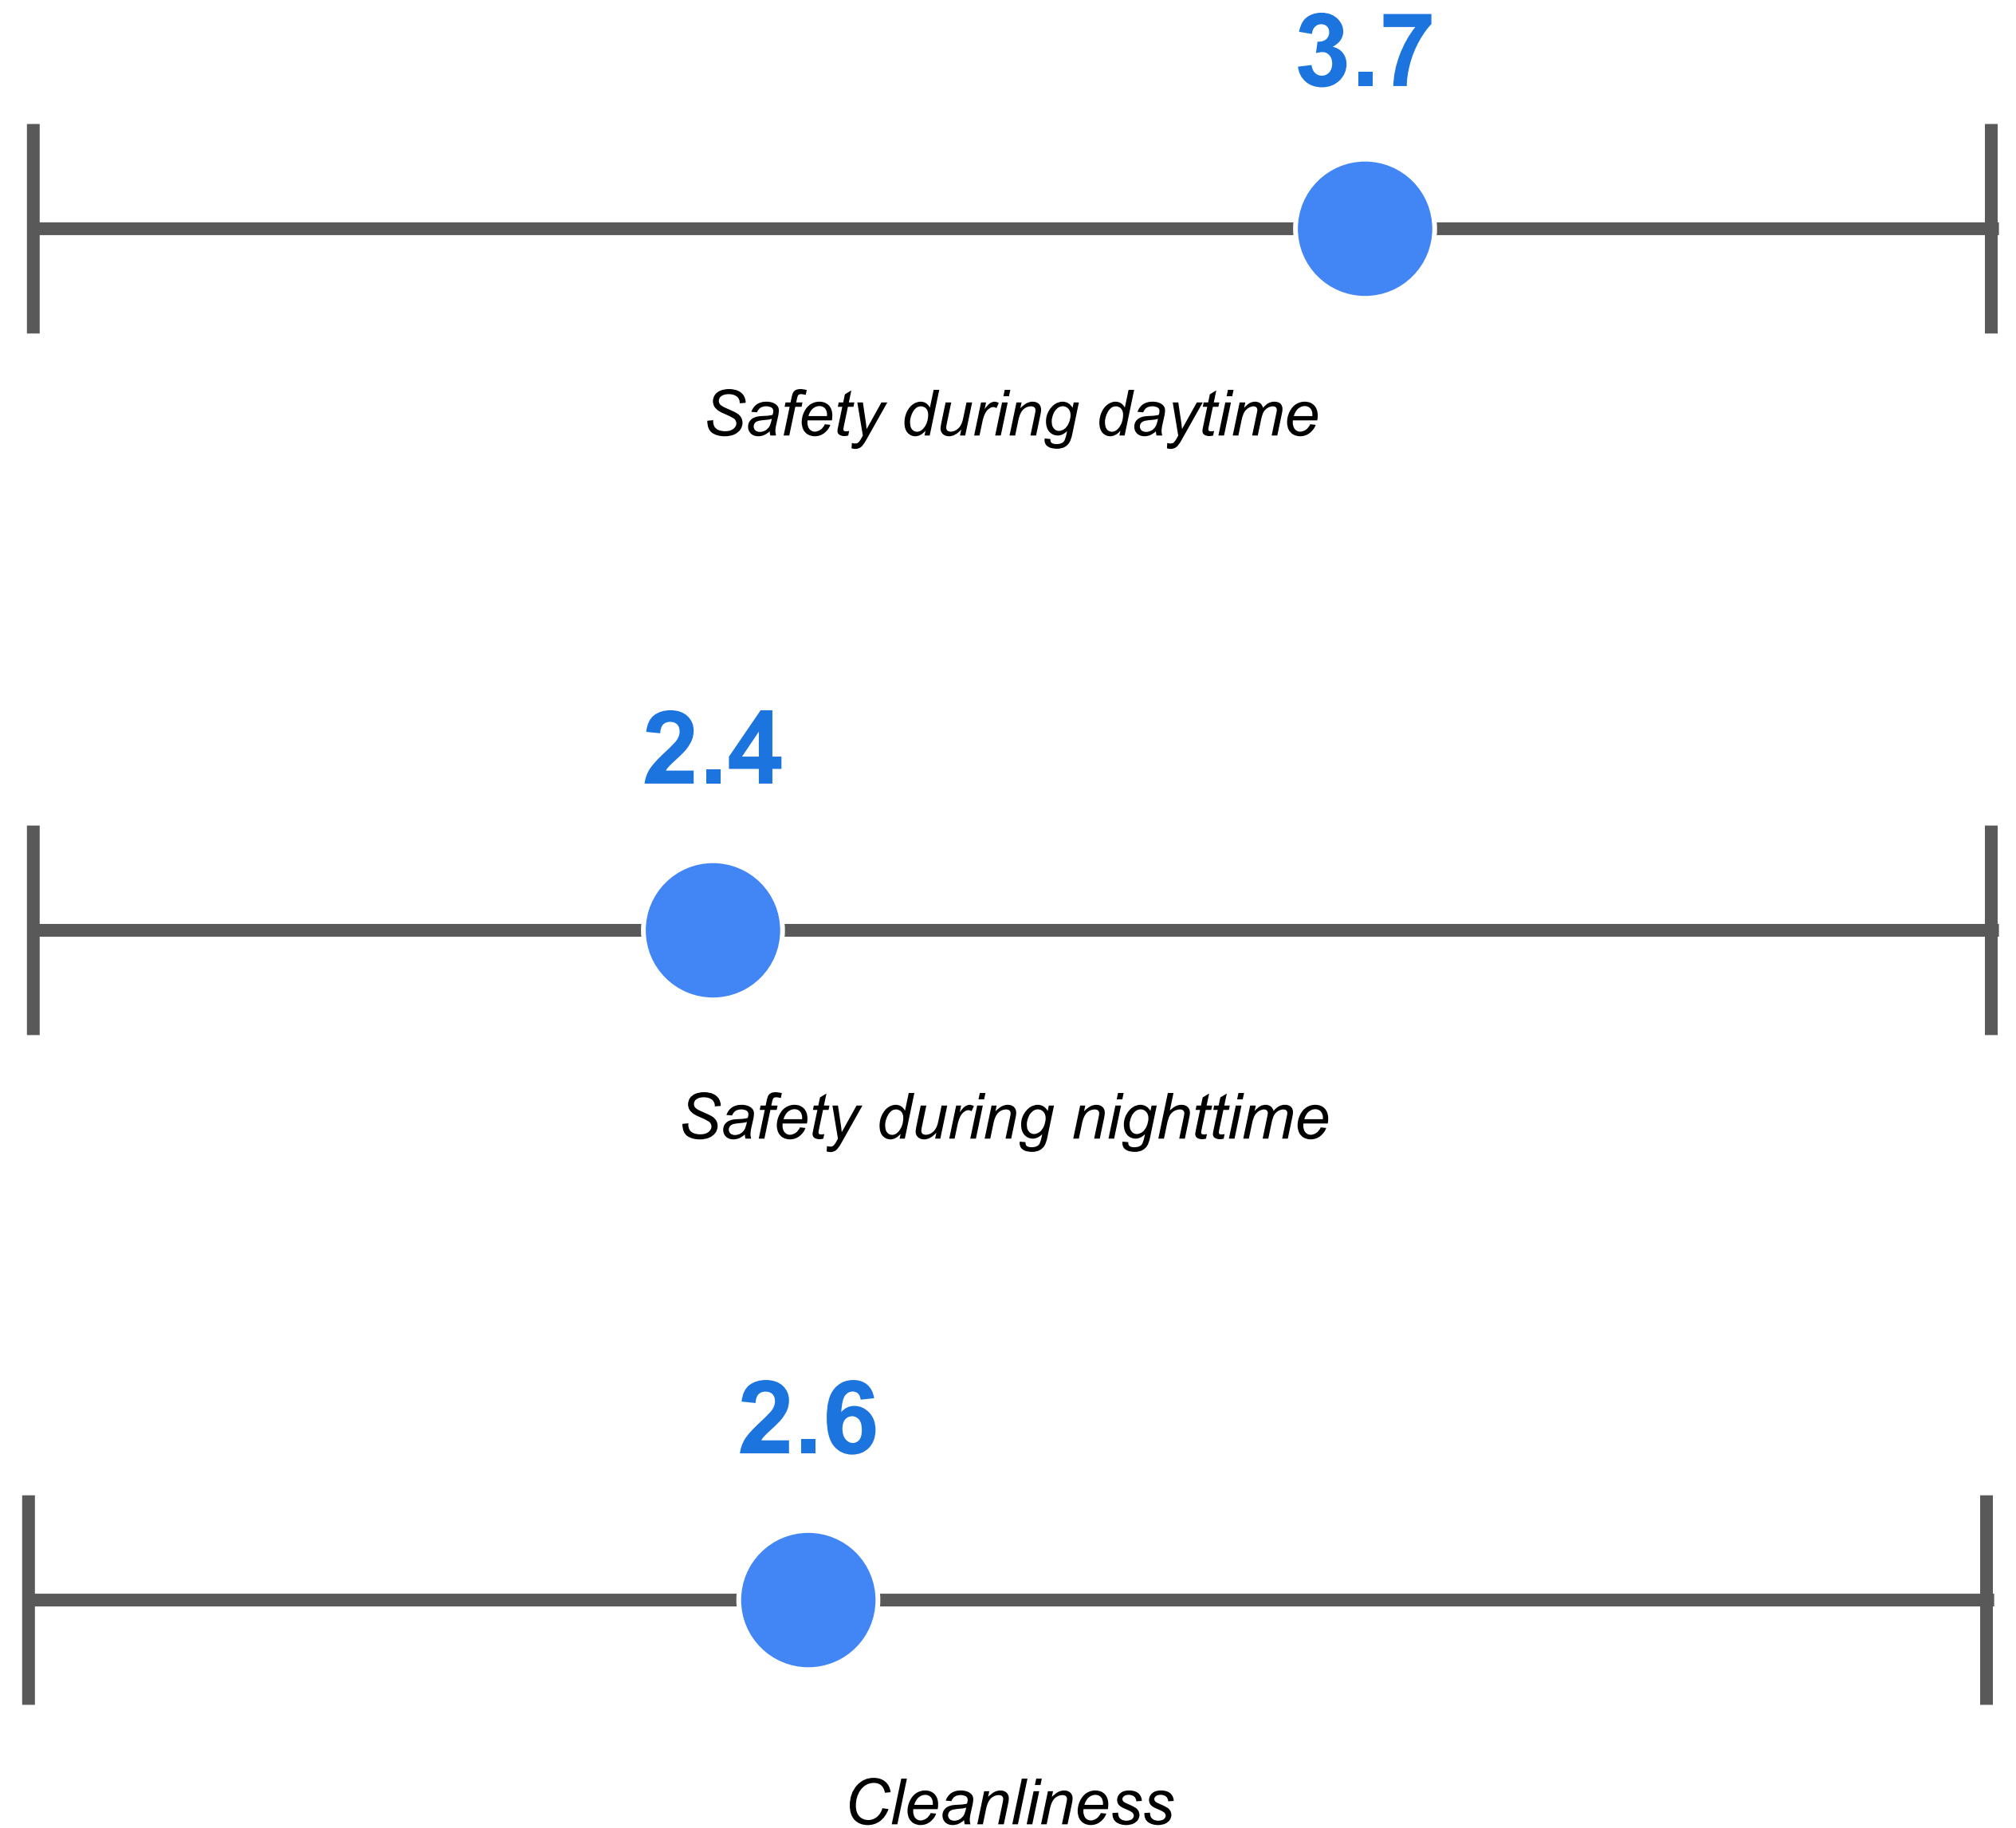 3.7
Safety during daytime
2.4
Safety during nighttime
2.6
Cleanliness